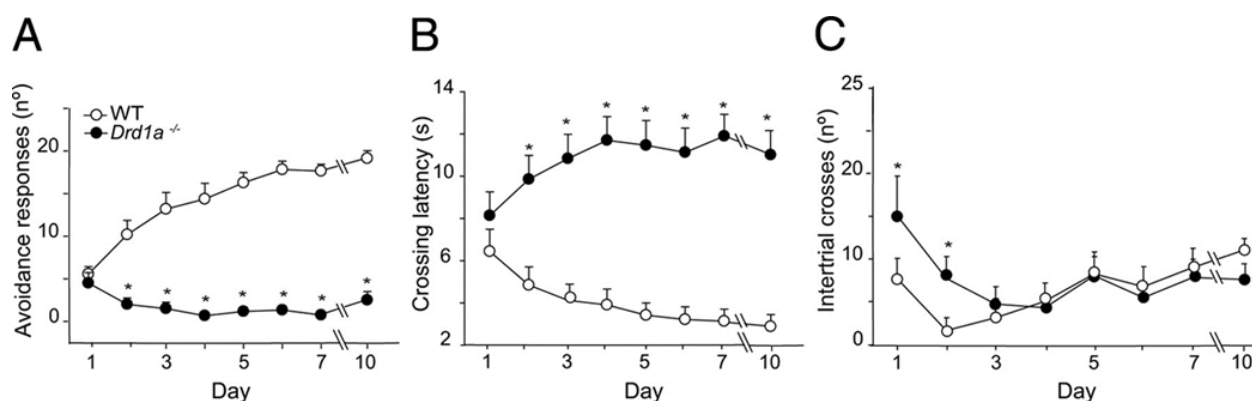 A
Avoidance responses (nº)
WT
Drd1a -/-
20
10
0
* * * * * * *
1 3 5 7 10
Day
B
Crossing latency (s)
14
10
6
2
* * * * * * *
1 3 5 7 10
Day
C
Intertrial crosses (nº)
25
20
10
0
* *
1 3 5 7 10
Day